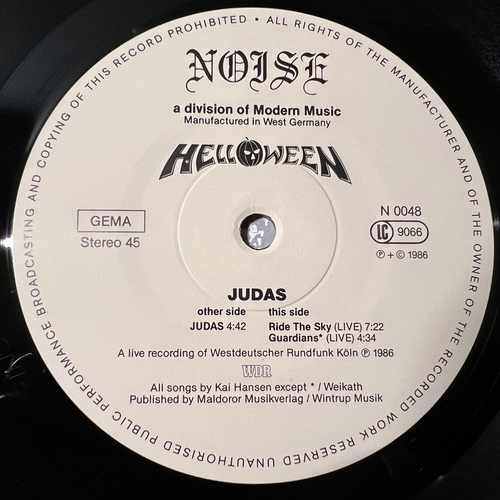 PERFORMANCE BROADCASTING AND COPYING OF THIS RECORD PROHIBITED • ALL RIGHTS OF THE MANUFACTURER AND OF THE OWNER OF THE RECORDED WORK RESERVED UNAUTHORISED PUBLIC
NOISE
a division of Modern Music
Manufactured in West Germany
HELLOWEEN
GEMA
Stereo 45
N 0048
LC 9066
℗ + © 1986
JUDAS
other side this side
JUDAS 4:42 Ride The Sky (LIVE) 7:22
Guardians* (LIVE) 4:34
A live recording of Westdeutscher Rundfunk Köln ℗ 1986
WDR
All songs by Kai Hansen except * / Weikath
Published by Maldoror Musikverlag / Wintrup Musik